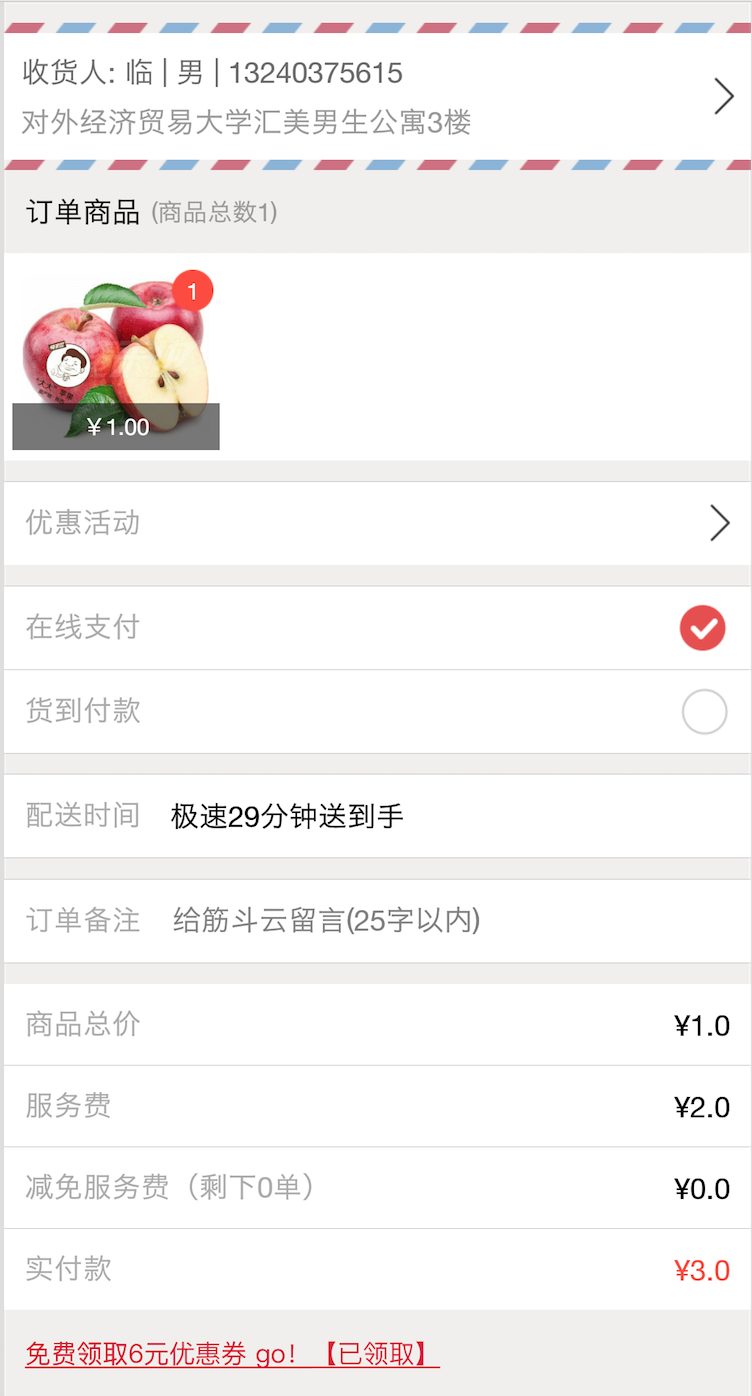 收货人: 临 | 男 | 13240375615
对外经济贸易大学汇美男生公寓3楼
订单商品 (商品总数1)
1
¥1.00
优惠活动
在线支付
货到付款
配送时间 极速29分钟送到手
订单备注 给筋斗云留言(25字以内)
商品总价 ¥1.0
服务费 ¥2.0
减免服务费（剩下0单） ¥0.0
实付款 ¥3.0
免费领取6元优惠券 go! 【已领取】